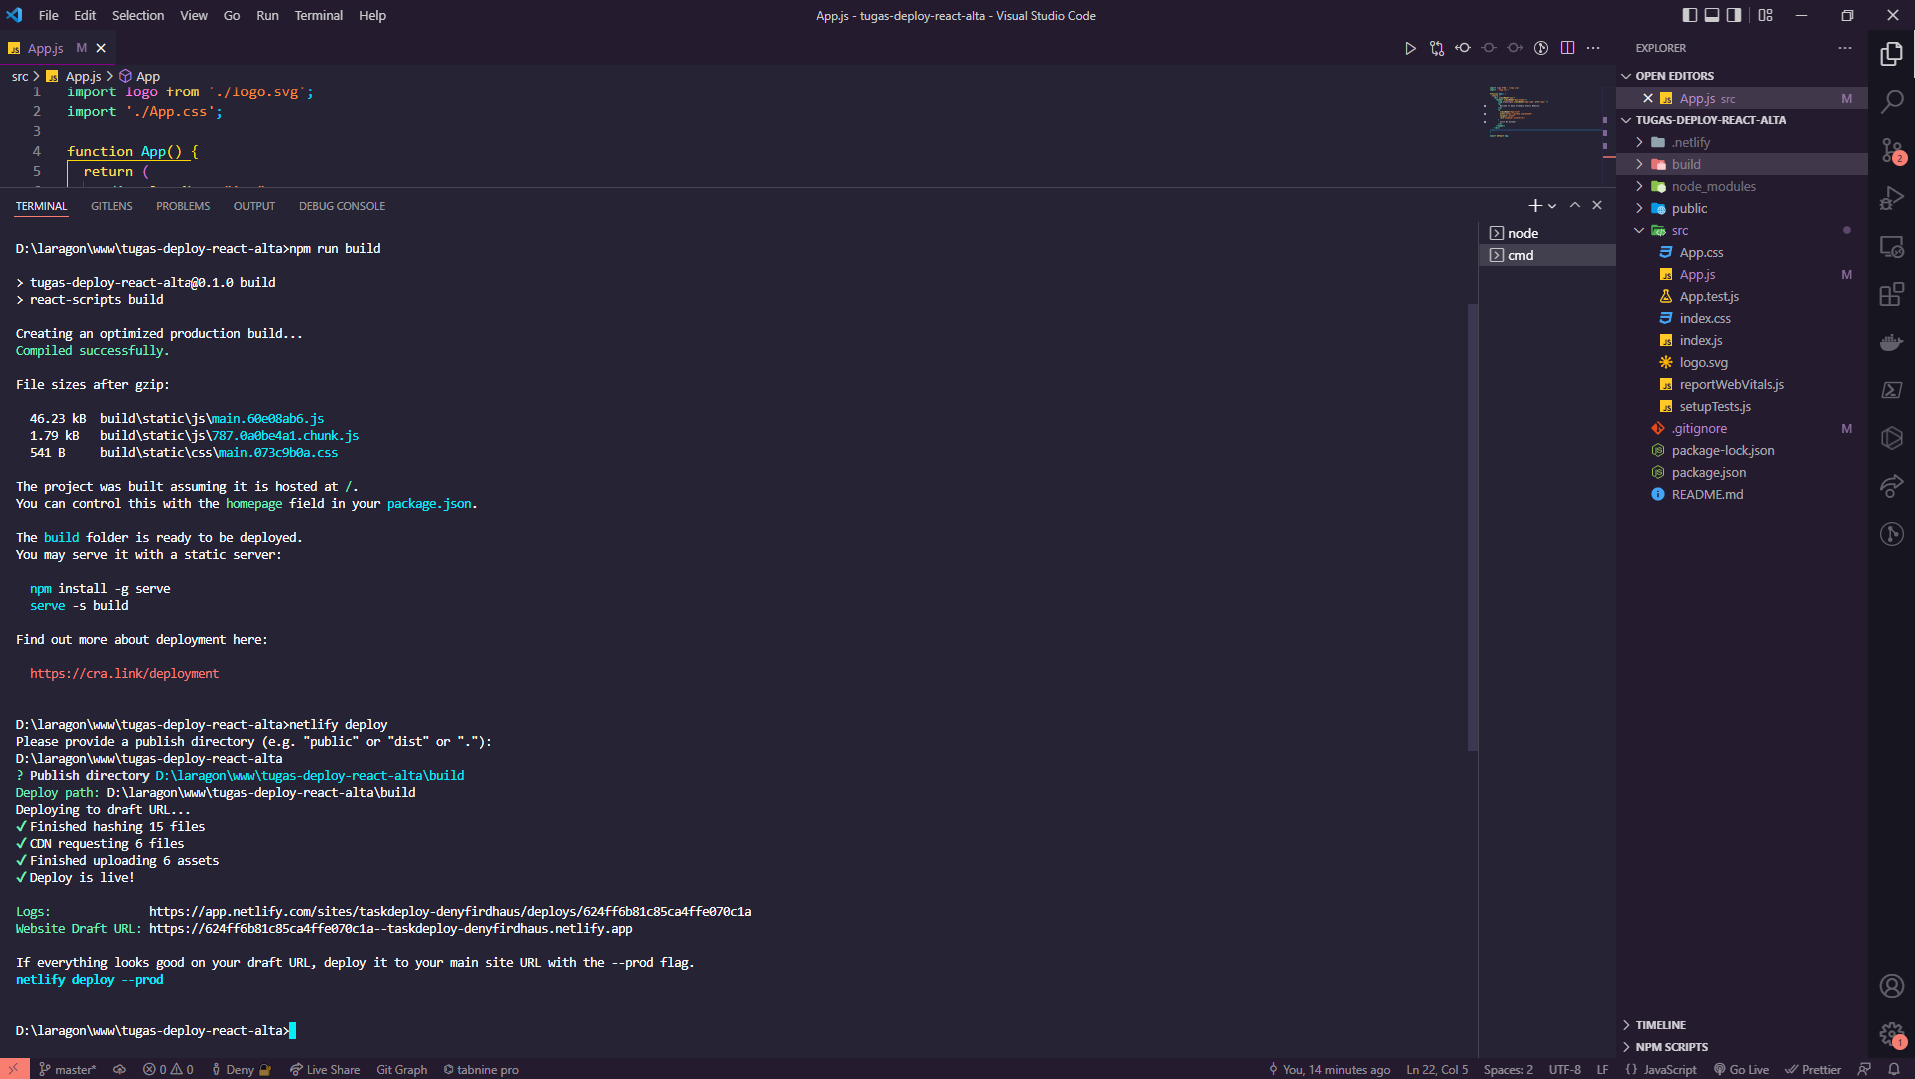 File Edit Selection View Go Run Terminal Help
App.js - tugas-deploy-react-alta - Visual Studio Code
App.js M
src > App.js > App
1 import logo from './logo.svg';
2 import './App.css';
3
4 function App() {
5 return (
TERMINAL GITLENS PROBLEMS OUTPUT DEBUG CONSOLE
D:\laragon\www\tugas-deploy-react-alta>npm run build
> tugas-deploy-react-alta@0.1.0 build
> react-scripts build
Creating an optimized production build...
Compiled successfully.
File sizes after gzip:
46.23 kB build\static\js\main.60e08ab6.js
1.79 kB build\static\js\787.0a0be4a1.chunk.js
541 B build\static\css\main.073c9b0a.css
The project was built assuming it is hosted at /.
You can control this with the homepage field in your package.json.
The build folder is ready to be deployed.
You may serve it with a static server:
npm install -g serve
serve -s build
Find out more about deployment here:
https://cra.link/deployment
D:\laragon\www\tugas-deploy-react-alta>netlify deploy
Please provide a publish directory (e.g. "public" or "dist" or "."):
D:\laragon\www\tugas-deploy-react-alta
? Publish directory D:\laragon\www\tugas-deploy-react-alta\build
Deploy path: D:\laragon\www\tugas-deploy-react-alta\build
Deploying to draft URL...
✓ Finished hashing 15 files
✓ CDN requesting 6 files
✓ Finished uploading 6 assets
✓ Deploy is live!
Logs: https://app.netlify.com/sites/taskdeploy-denyfirdhaus/deploys/624ff6b81c85ca4ffe070c1a
Website Draft URL: https://624ff6b81c85ca4ffe070c1a--taskdeploy-denyfirdhaus.netlify.app
If everything looks good on your draft URL, deploy it to your main site URL with the --prod flag.
netlify deploy --prod
D:\laragon\www\tugas-deploy-react-alta>
node
cmd
EXPLORER
OPEN EDITORS
App.js src M
TUGAS-DEPLOY-REACT-ALTA
.netlify
build
node_modules
public
src
App.css
App.js M
App.test.js
index.css
index.js
logo.svg
reportWebVitals.js
setupTests.js
.gitignore M
package-lock.json
package.json
README.md
TIMELINE
NPM SCRIPTS
2
1
master* 0 0 Deny Live Share Git Graph tabnine pro
You, 14 minutes ago Ln 22, Col 5 Spaces: 2 UTF-8 LF {} JavaScript Go Live Prettier